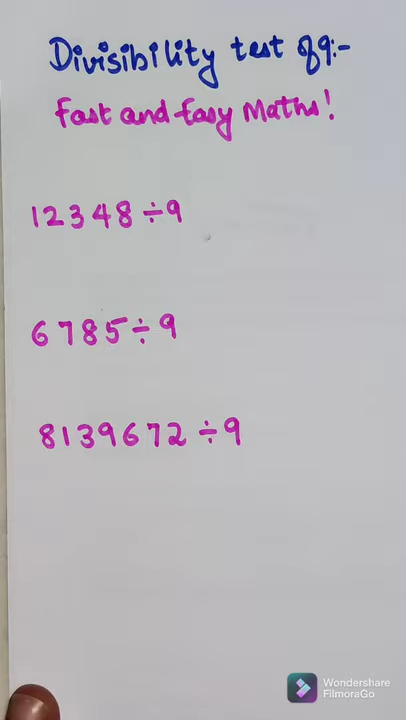 Divisibility test of 9:-
Fast and Easy Maths!
12348÷9
6785÷9
8139672÷9
Wondershare
FilmoraGo